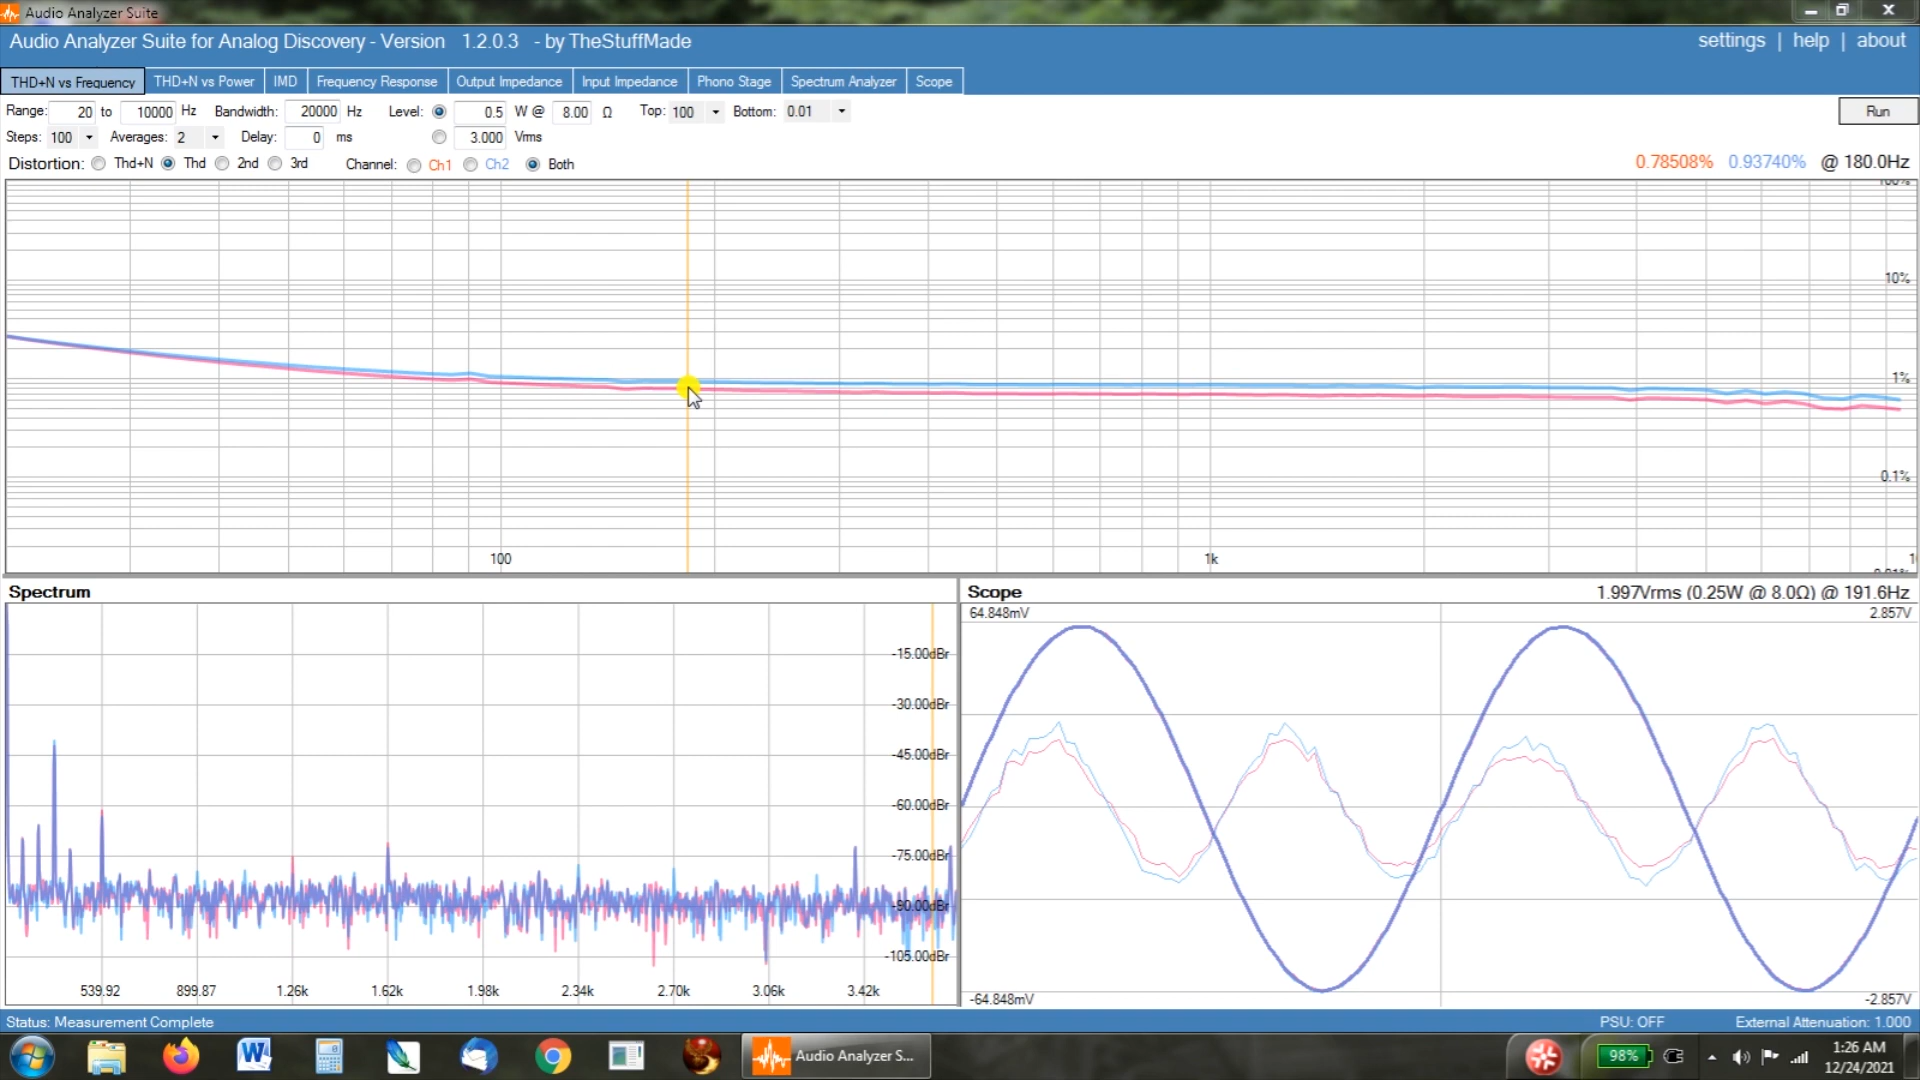 Audio Analyzer Suite
Audio Analyzer Suite for Analog Discovery - Version 1.2.0.3 - by TheStuffMade
settings | help | about
THD+N vs Frequency THD+N vs Power IMD Frequency Response Output Impedance Input Impedance Phono Stage Spectrum Analyzer Scope
Range: 20 to 10000 Hz Bandwidth: 20000 Hz Level: 0.5 W @ 8.00 Ω Top: 100 Bottom: 0.01 Run
Steps: 100 Averages: 2 Delay: 0 ms 3.000 Vrms
Distortion: Thd+N Thd 2nd 3rd Channel: Ch1 Ch2 Both 0.78508% 0.93740% @ 180.0Hz
100%
10%
1%
0.1%
100 1k
0.01%
Spectrum
-15.00dBr
-30.00dBr
-45.00dBr
-60.00dBr
-75.00dBr
-90.00dBr
-105.00dBr
539.92 899.87 1.26k 1.62k 1.98k 2.34k 2.70k 3.06k 3.42k
Scope 1.997Vrms (0.25W @ 8.0Ω) @ 191.6Hz
64.848mV 2.857V
-64.848mV -2.857V
Status: Measurement Complete PSU: OFF External Attenuation: 1.000
Audio Analyzer S...
98%
1:26 AM
12/24/2021